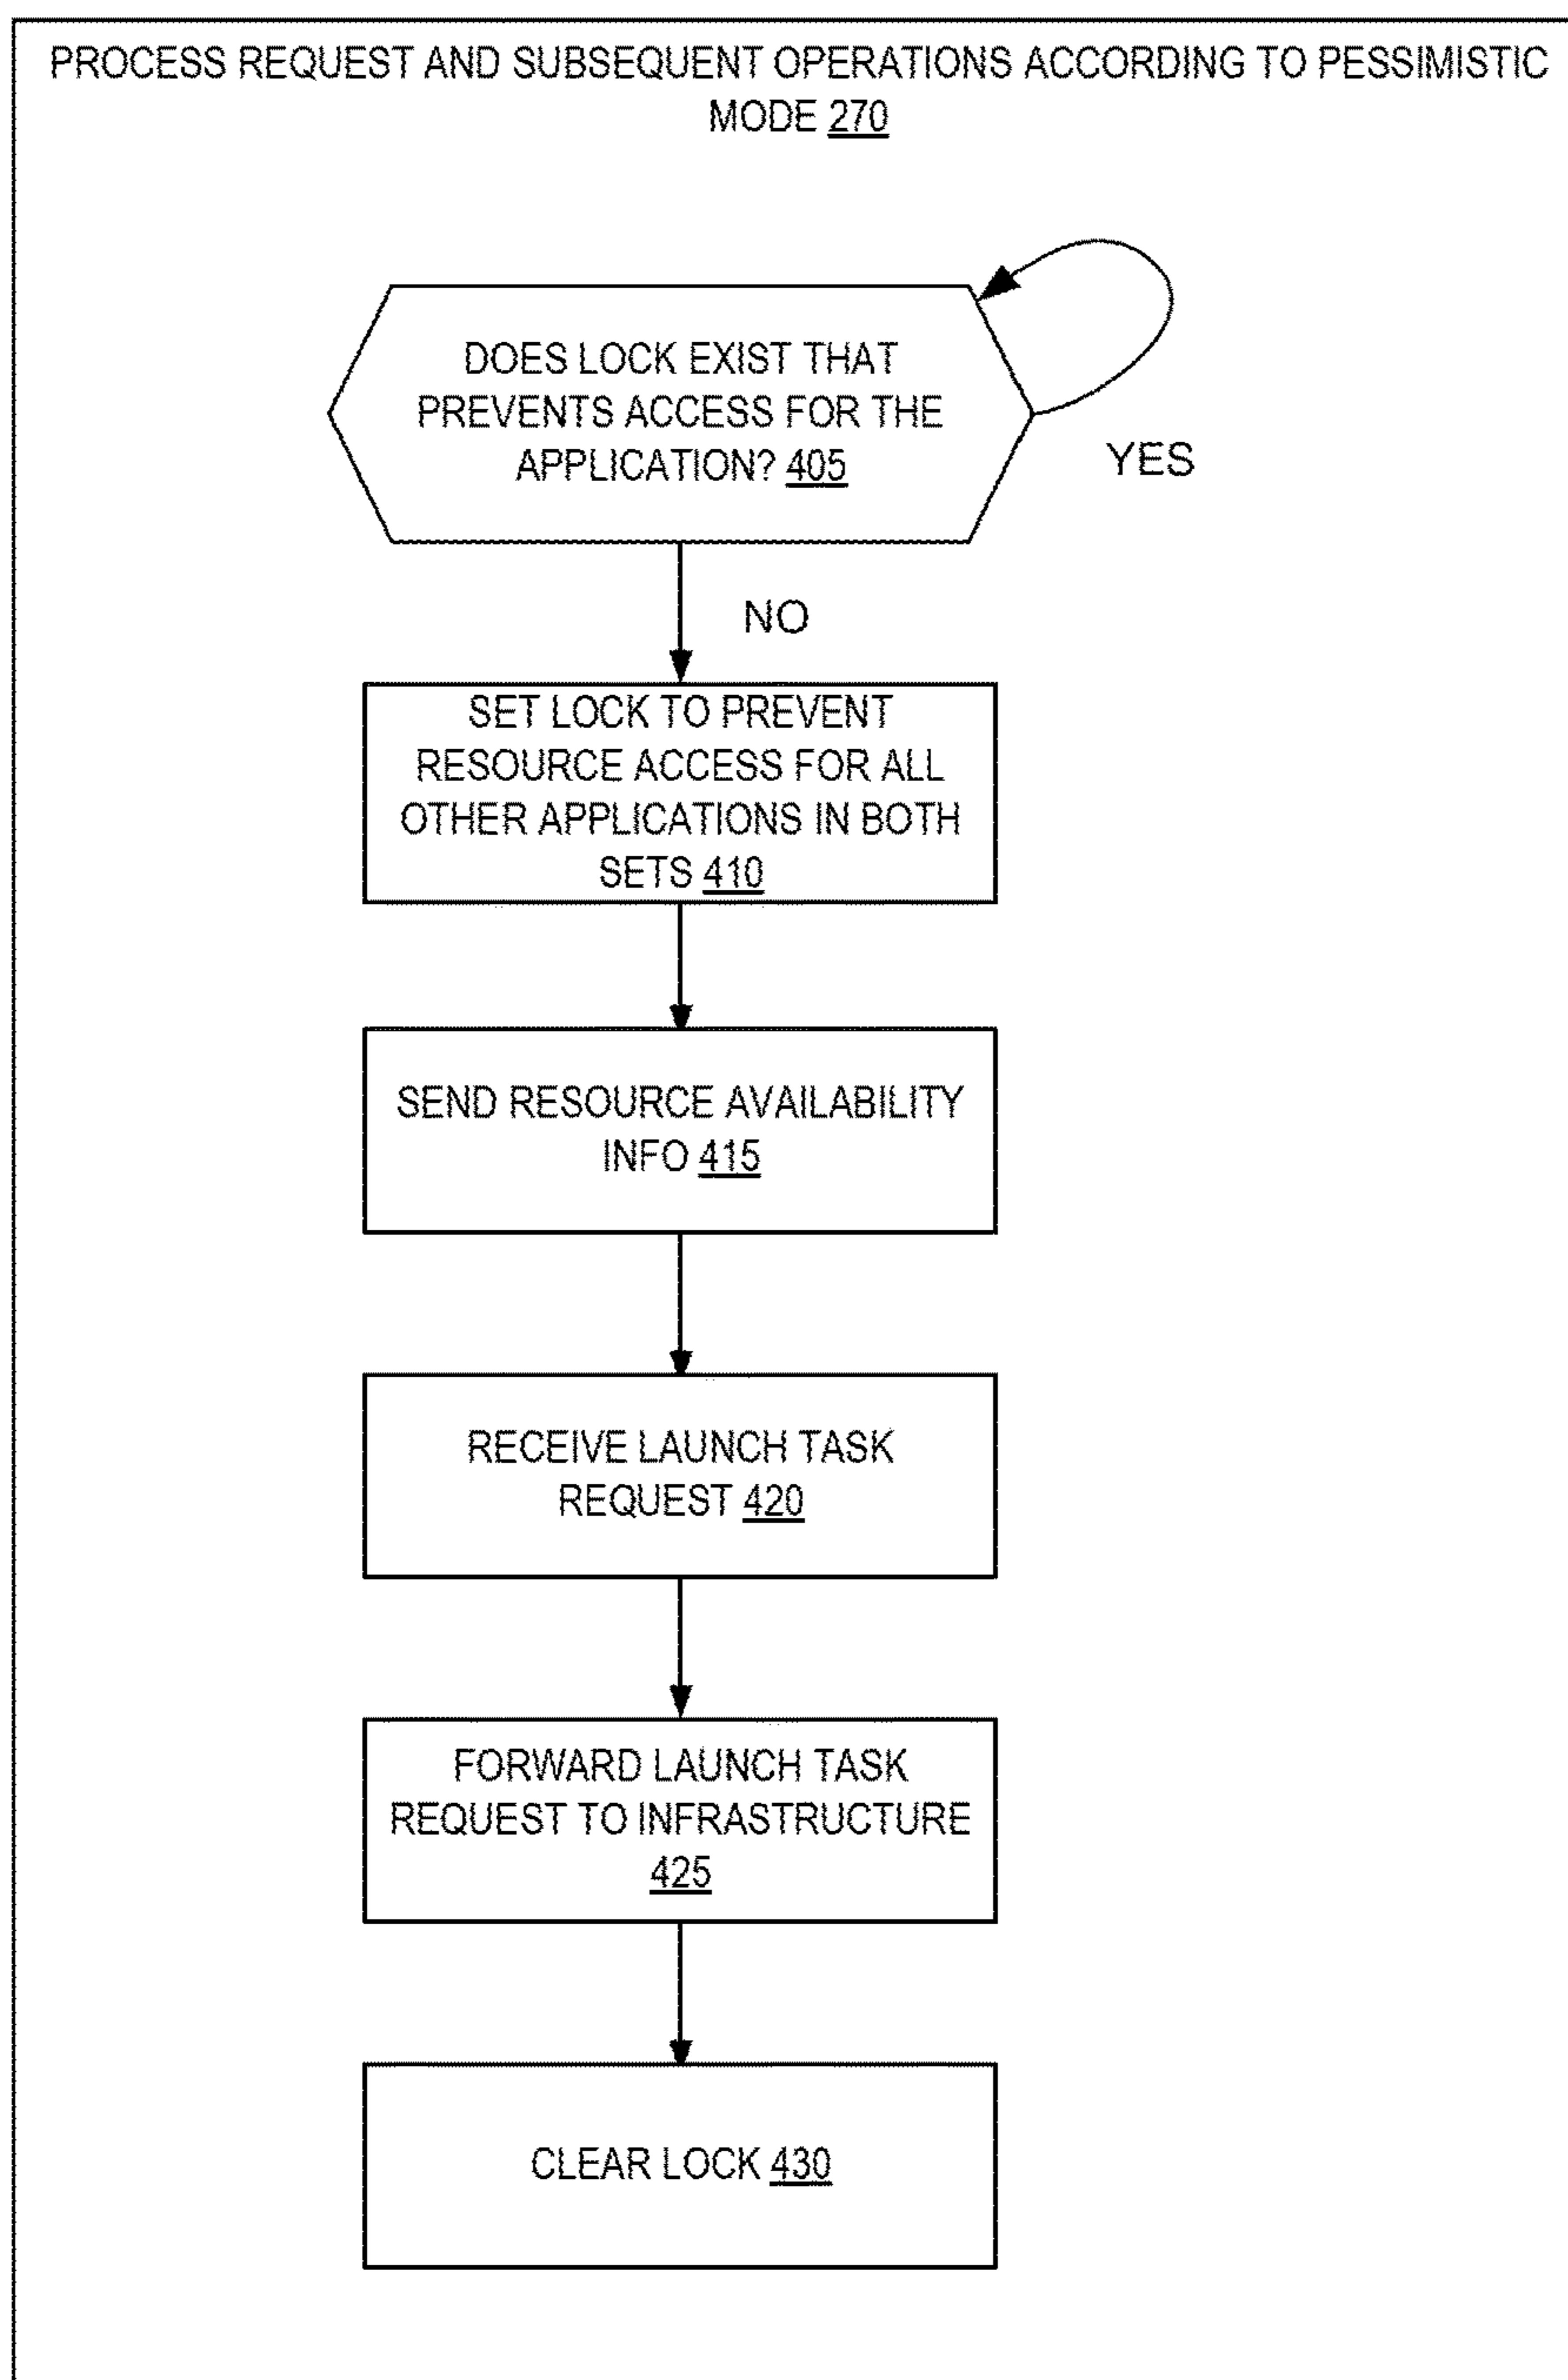 PROCESS REQUEST AND SUBSEQUENT OPERATIONS ACCORDING TO PESSIMISTIC
MODE 270
DOES LOCK EXIST THAT
PREVENTS ACCESS FOR THE
APPLICATION? 405
YES
NO
SET LOCK TO PREVENT
RESOURCE ACCESS FOR ALL
OTHER APPLICATIONS IN BOTH
SETS 410
SEND RESOURCE AVAILABILITY
INFO 415
RECEIVE LAUNCH TASK
REQUEST 420
FORWARD LAUNCH TASK
REQUEST TO INFRASTRUCTURE
425
CLEAR LOCK 430